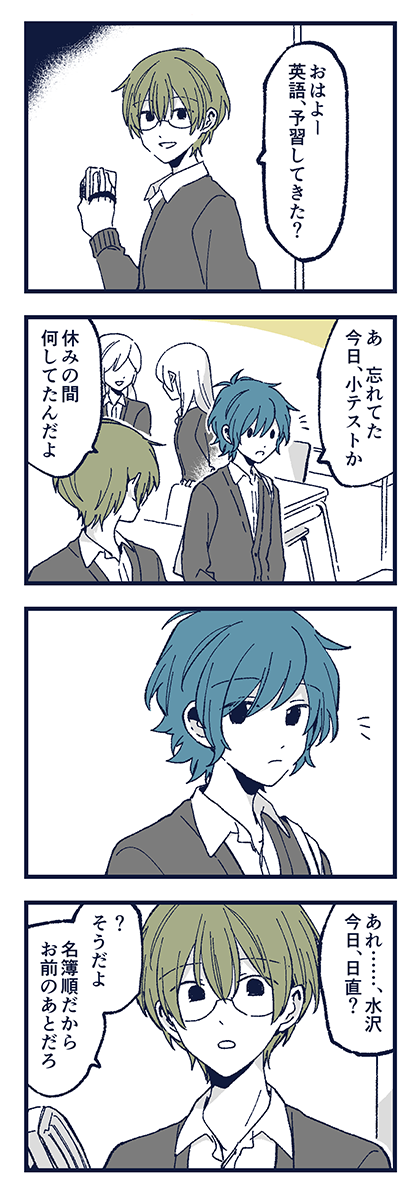 おはよー
英語、予習してきた？
あ　忘れてた
今日、小テストか
休みの間
何してたんだよ
あれ……、水沢
今日、日直？
？
そうだよ
名簿順だから
お前のあとだろ